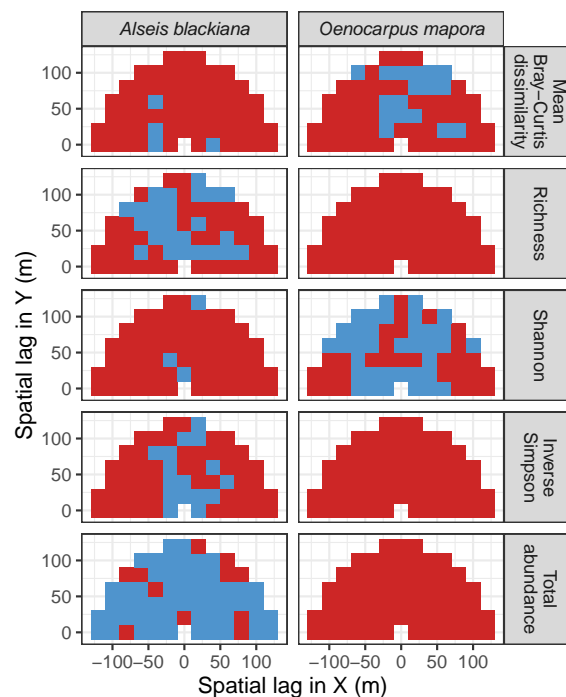 Alseis blackiana
Oenocarpus mapora
Mean
Bray−Curtis
dissimilarity
Richness
Shannon
Inverse
Simpson
Total
abundance
100
50
0
100
50
0
100
50
0
100
50
0
100
50
0
Spatial lag in Y (m)
−100−50 0 50 100
−100−50 0 50 100
Spatial lag in X (m)